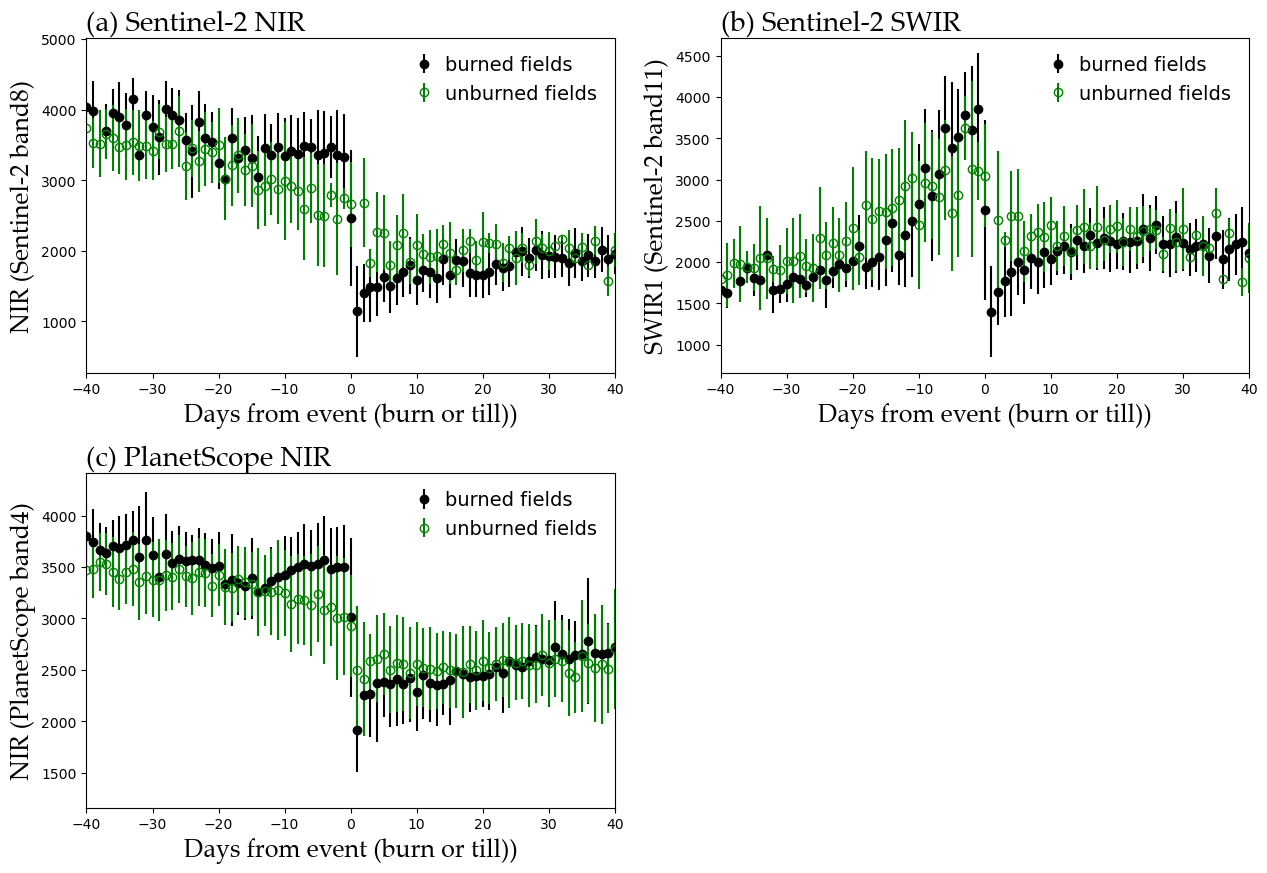 (a) Sentinel-2 NIR
burned fields
unburned fields
NIR (Sentinel-2 band8)
5000
4000
3000
2000
1000
−40 −30 −20 −10 0 10 20 30 40
Days from event (burn or till))
(b) Sentinel-2 SWIR
burned fields
unburned fields
SWIR1 (Sentinel-2 band11)
4500
4000
3500
3000
2500
2000
1500
1000
−40 −30 −20 −10 0 10 20 30 40
Days from event (burn or till))
(c) PlanetScope NIR
burned fields
unburned fields
NIR (PlanetScope band4)
4000
3500
3000
2500
2000
1500
−40 −30 −20 −10 0 10 20 30 40
Days from event (burn or till))